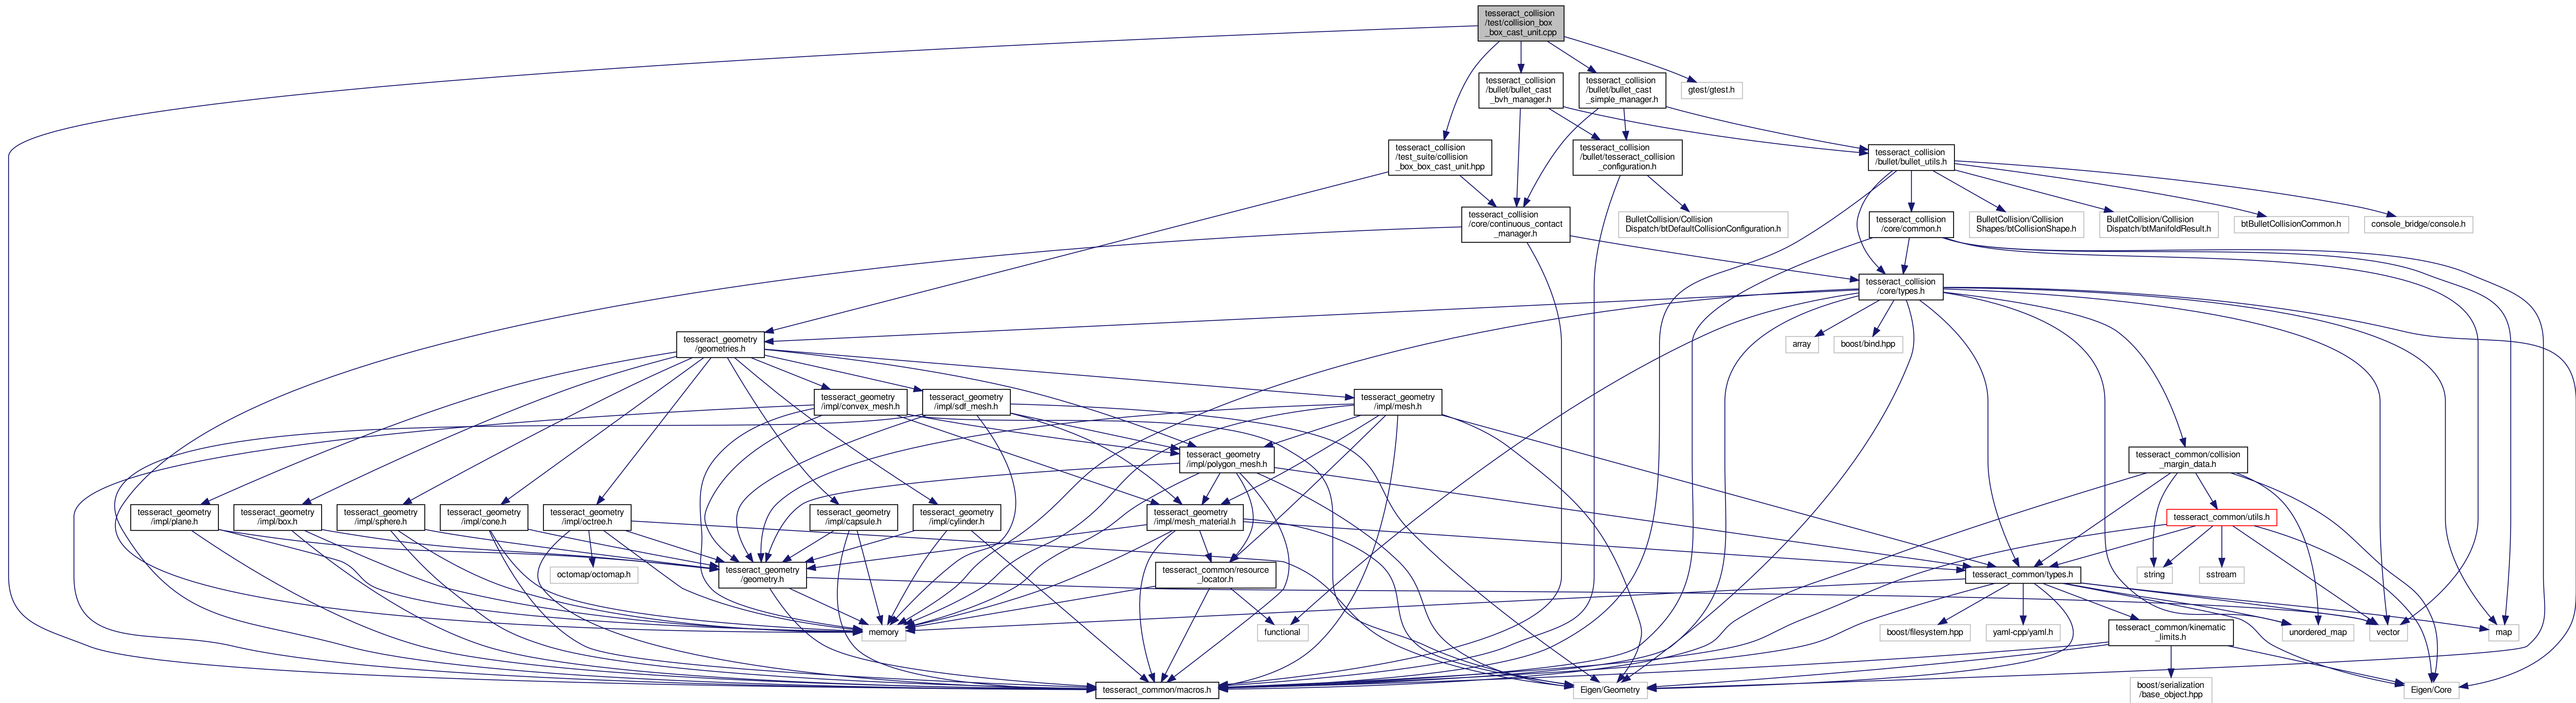 tesseract_collision
/test/collision_box
_box_cast_unit.cpp
tesseract_collision
/bullet/bullet_cast
_bvh_manager.h
tesseract_collision
/bullet/bullet_cast
_simple_manager.h
gtest/gtest.h
tesseract_collision
/test_suite/collision
_box_box_cast_unit.hpp
tesseract_collision
/bullet/tesseract_collision
_configuration.h
tesseract_collision
/bullet/bullet_utils.h
tesseract_collision
/core/continuous_contact
_manager.h
BulletCollision/Collision
Dispatch/btDefaultCollisionConfiguration.h
tesseract_collision
/core/common.h
BulletCollision/Collision
Shapes/btCollisionShape.h
BulletCollision/Collision
Dispatch/btManifoldResult.h
btBulletCollisionCommon.h
console_bridge/console.h
tesseract_collision
/core/types.h
tesseract_geometry
/geometries.h
array
boost/bind.hpp
tesseract_geometry
/impl/convex_mesh.h
tesseract_geometry
/impl/sdf_mesh.h
tesseract_geometry
/impl/mesh.h
tesseract_geometry
/impl/polygon_mesh.h
tesseract_common/collision
_margin_data.h
tesseract_geometry
/impl/plane.h
tesseract_geometry
/impl/box.h
tesseract_geometry
/impl/sphere.h
tesseract_geometry
/impl/cone.h
tesseract_geometry
/impl/octree.h
tesseract_geometry
/impl/capsule.h
tesseract_geometry
/impl/cylinder.h
tesseract_geometry
/impl/mesh_material.h
tesseract_common/utils.h
octomap/octomap.h
tesseract_geometry
/geometry.h
tesseract_common/resource
_locator.h
tesseract_common/types.h
string
sstream
memory
functional
boost/filesystem.hpp
yaml-cpp/yaml.h
tesseract_common/kinematic
_limits.h
unordered_map
vector
map
tesseract_common/macros.h
Eigen/Geometry
boost/serialization
/base_object.hpp
Eigen/Core